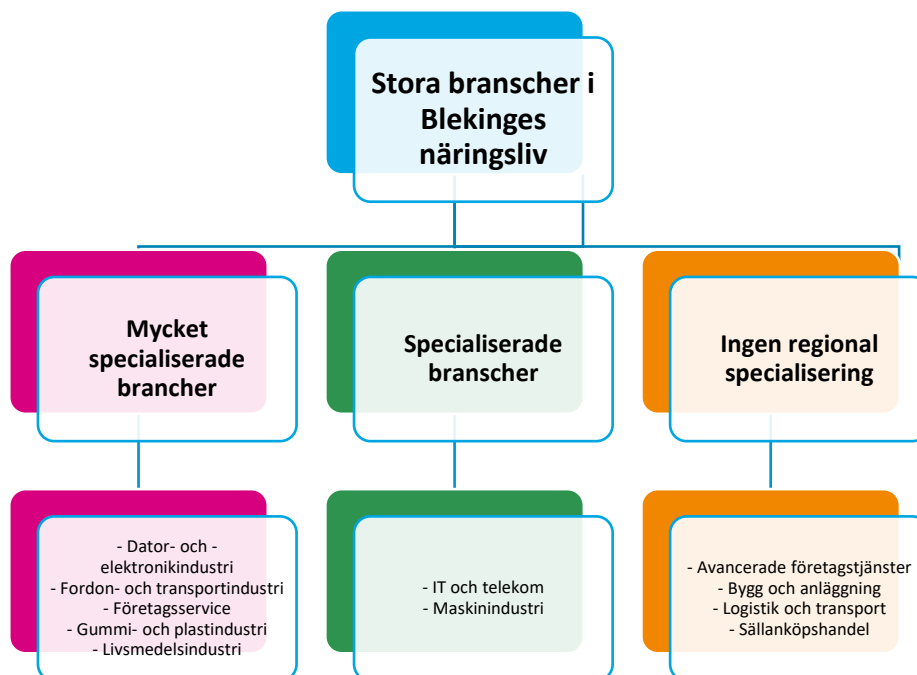 Stora branscher i
Blekinges
näringsliv
Mycket
specialiserade
brancher
Specialiserade
branscher
Ingen regional
specialisering
- Dator- och -
elektronikindustri
- Fordon- och transportindustri
- Företagsservice
- Gummi- och plastindustri
- Livsmedelsindustri
- IT och telekom
- Maskinindustri
- Avancerade företagstjänster
- Bygg och anläggning
- Logistik och transport
- Sällanköpshandel